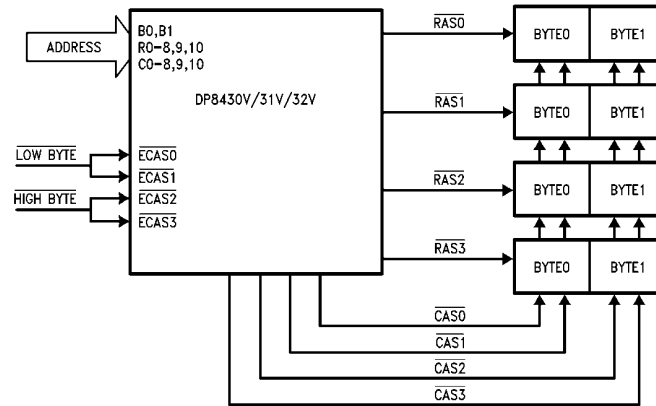 ADDRESS
B0,B1
R0-8,9,10
C0-8,9,10
DP8430V/31V/32V
LOW BYTE
HIGH BYTE
ECAS0
ECAS1
ECAS2
ECAS3
RAS0
BYTE0 BYTE1
RAS1
BYTE0 BYTE1
RAS2
BYTE0 BYTE1
RAS3
BYTE0 BYTE1
CAS0
CAS1
CAS2
CAS3